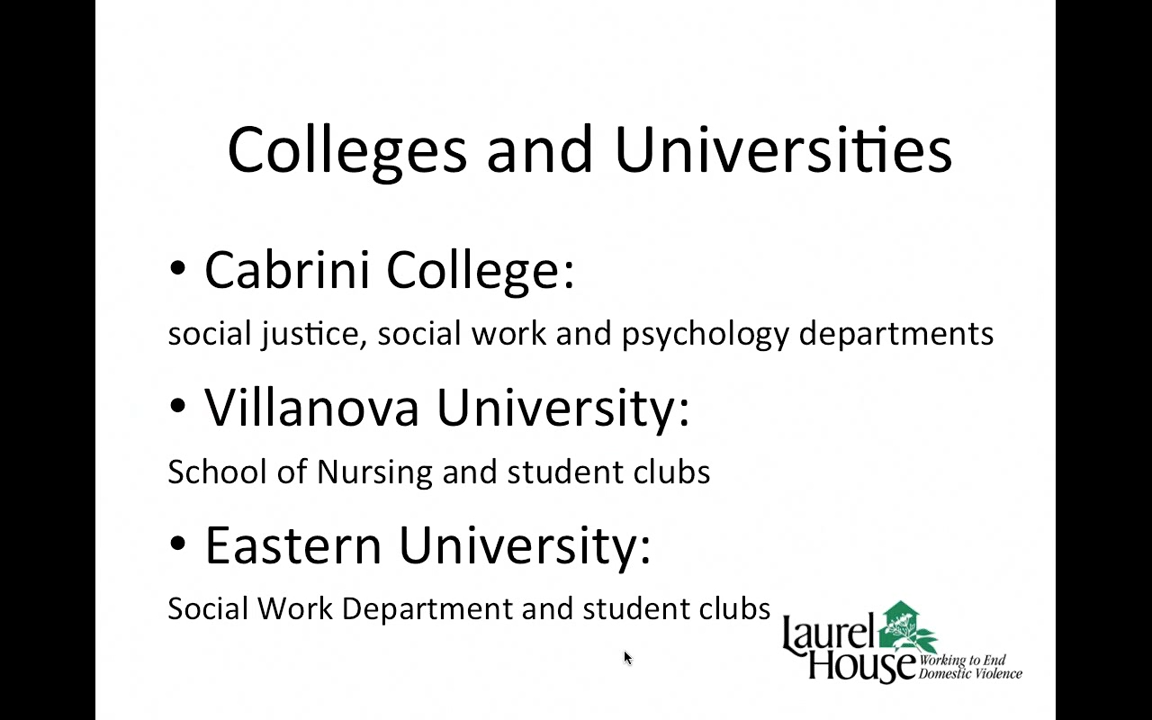 Colleges and Universities
• Cabrini College:
social justice, social work and psychology departments
• Villanova University:
School of Nursing and student clubs
• Eastern University:
Social Work Department and student clubs
Laurel
House
Working to End
Domestic Violence